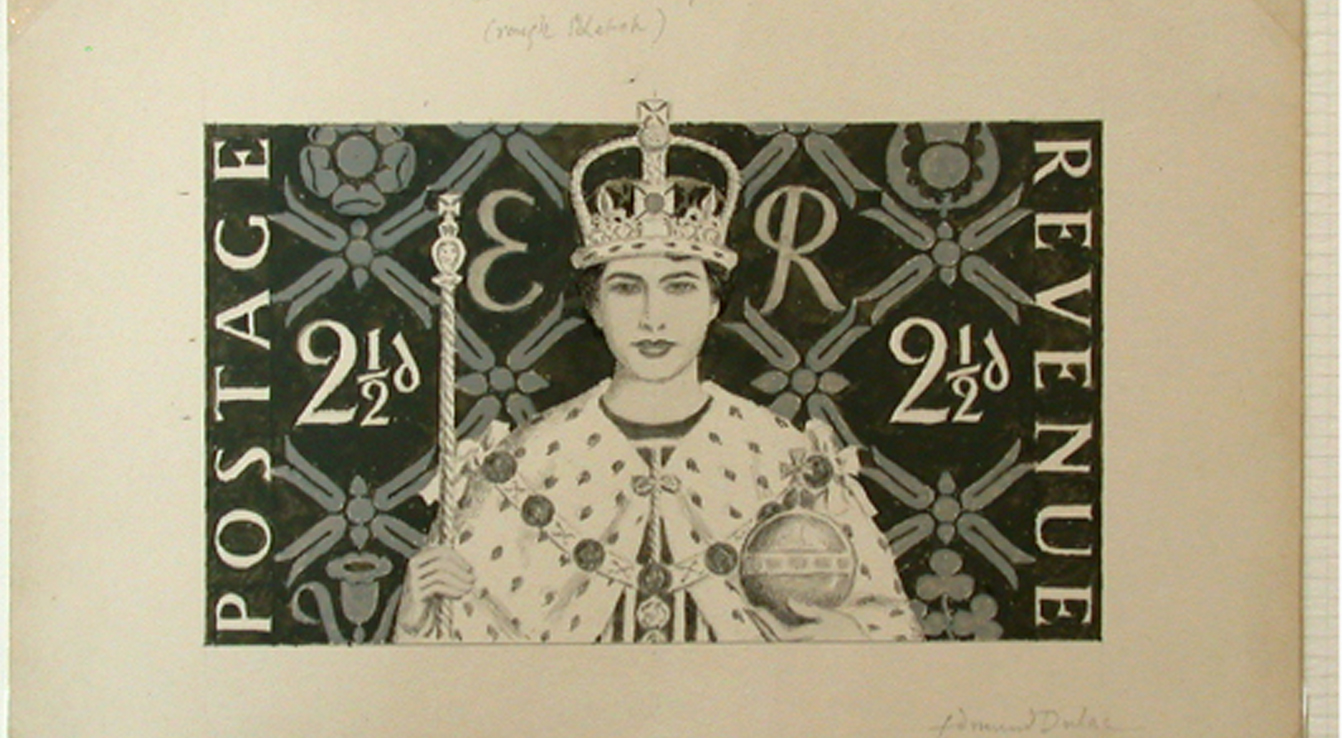 (rough Sketch)
POSTAGE
E R
2½d 2½d
REVENUE
Edmund Dulac